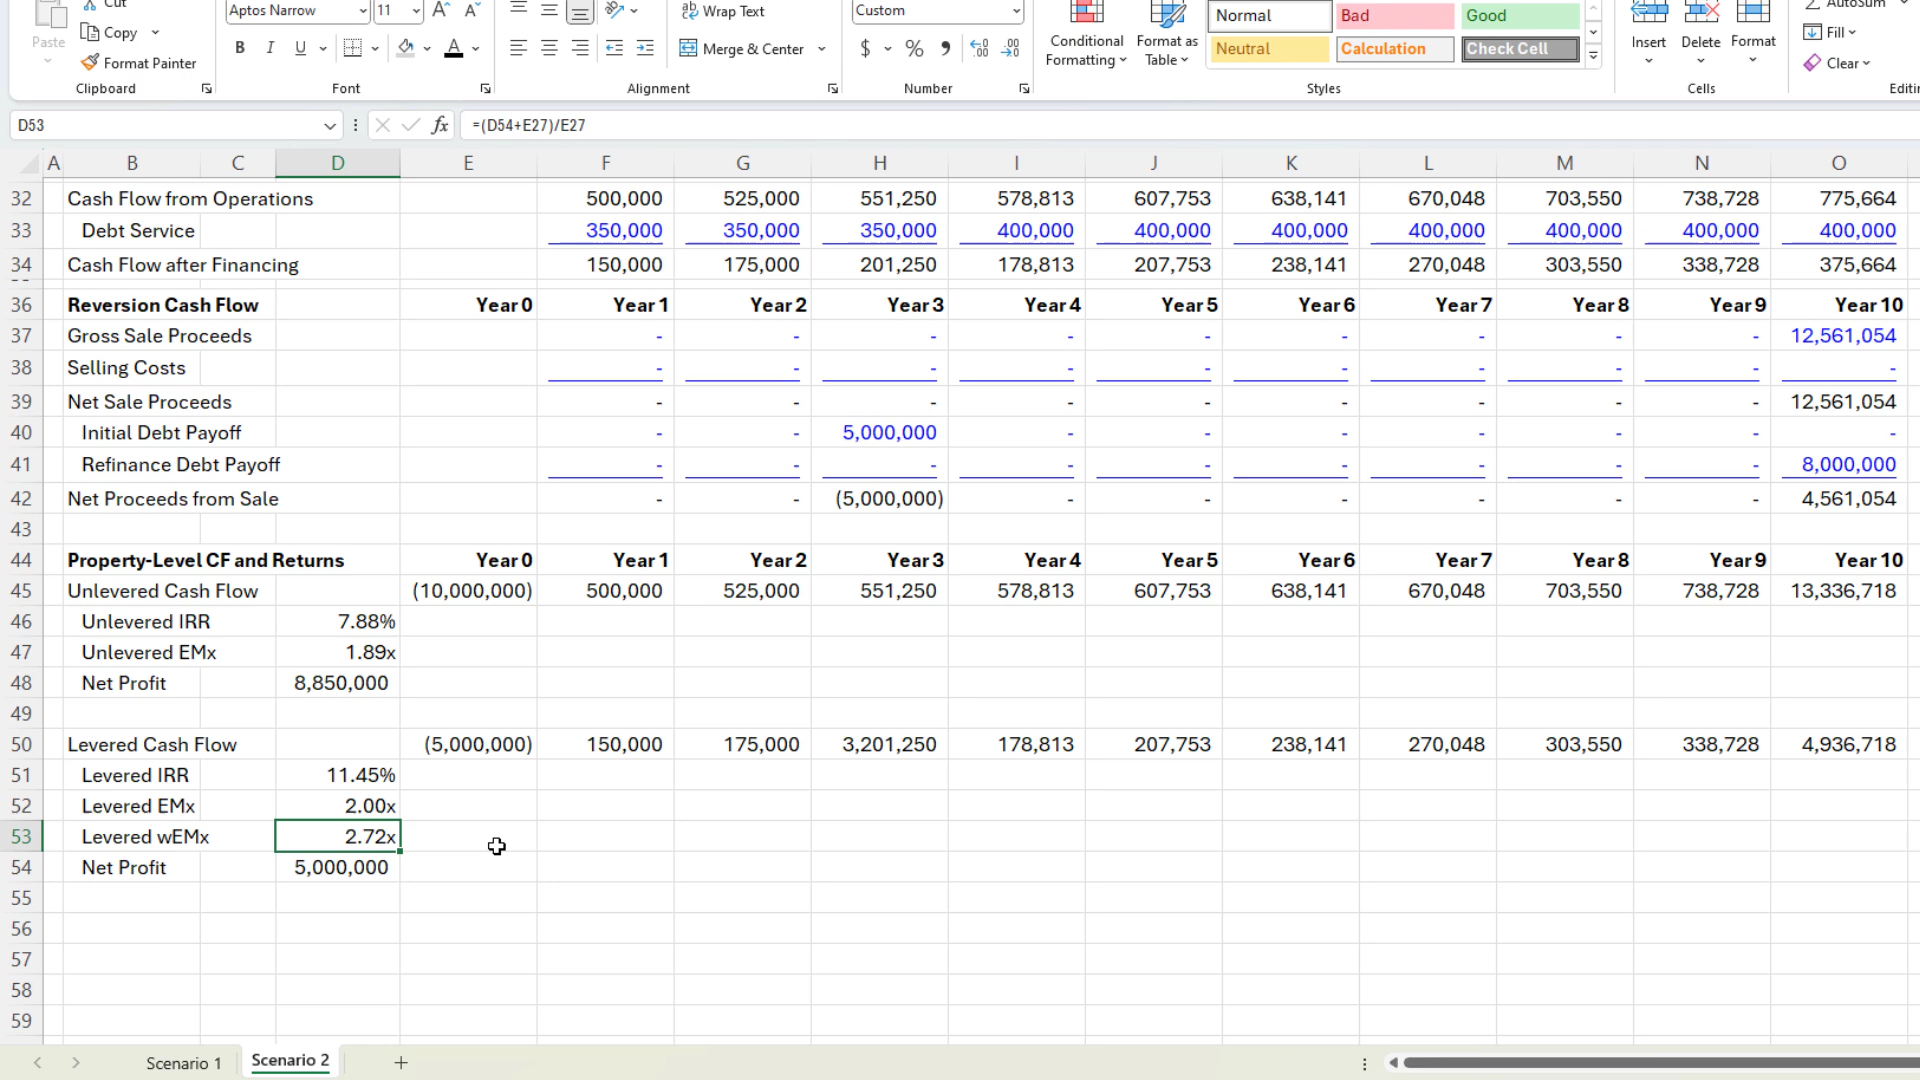 Cut
Paste
Copy
Format Painter
Clipboard
Aptos Narrow 11 A A
B I U A
Font
Wrap Text
Merge & Center
Alignment
Custom
$ % 9
Number
Conditional Formatting
Format as Table
Normal Bad Good
Neutral Calculation Check Cell
Styles
Insert Delete Format
Cells
AutoSum
Fill
Clear
Editi
D53 fx =(D54+E27)/E27
A B C D E F G H I J K L M N O
32 Cash Flow from Operations 500,000 525,000 551,250 578,813 607,753 638,141 670,048 703,550 738,728 775,664
33 Debt Service 350,000 350,000 350,000 400,000 400,000 400,000 400,000 400,000 400,000 400,000
34 Cash Flow after Financing 150,000 175,000 201,250 178,813 207,753 238,141 270,048 303,550 338,728 375,664
36 Reversion Cash Flow Year 0 Year 1 Year 2 Year 3 Year 4 Year 5 Year 6 Year 7 Year 8 Year 9 Year 10
37 Gross Sale Proceeds - - - - - - - - - 12,561,054
38 Selling Costs - - - - - - - - - -
39 Net Sale Proceeds - - - - - - - - - 12,561,054
40 Initial Debt Payoff - - 5,000,000 - - - - - - -
41 Refinance Debt Payoff - - - - - - - - - 8,000,000
42 Net Proceeds from Sale - - (5,000,000) - - - - - - 4,561,054
43
44 Property-Level CF and Returns Year 0 Year 1 Year 2 Year 3 Year 4 Year 5 Year 6 Year 7 Year 8 Year 9 Year 10
45 Unlevered Cash Flow (10,000,000) 500,000 525,000 551,250 578,813 607,753 638,141 670,048 703,550 738,728 13,336,718
46 Unlevered IRR 7.88%
47 Unlevered EMx 1.89x
48 Net Profit 8,850,000
49
50 Levered Cash Flow (5,000,000) 150,000 175,000 3,201,250 178,813 207,753 238,141 270,048 303,550 338,728 4,936,718
51 Levered IRR 11.45%
52 Levered EMx 2.00x
53 Levered wEMx 2.72x
54 Net Profit 5,000,000
55
56
57
58
59
Scenario 1 Scenario 2 +